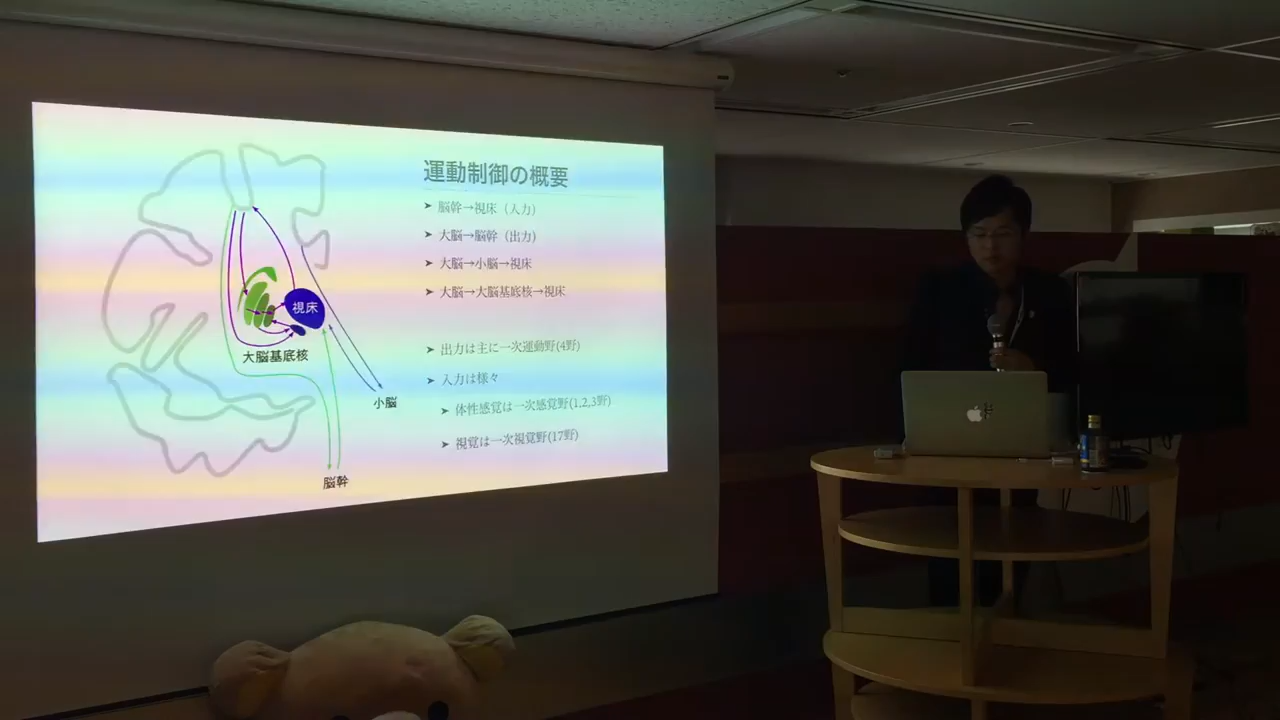 運動制御の概要
➤ 脳幹→視床（入力）
➤ 大脳→脳幹（出力）
➤ 大脳→小脳→視床
➤ 大脳→大脳基底核→視床
➤ 出力は主に一次運動野(4野)
➤ 入力は様々
➤ 体性感覚は一次感覚野(1,2,3野)
➤ 視覚は一次視覚野(17野)
視床
大脳基底核
小脳
脳幹